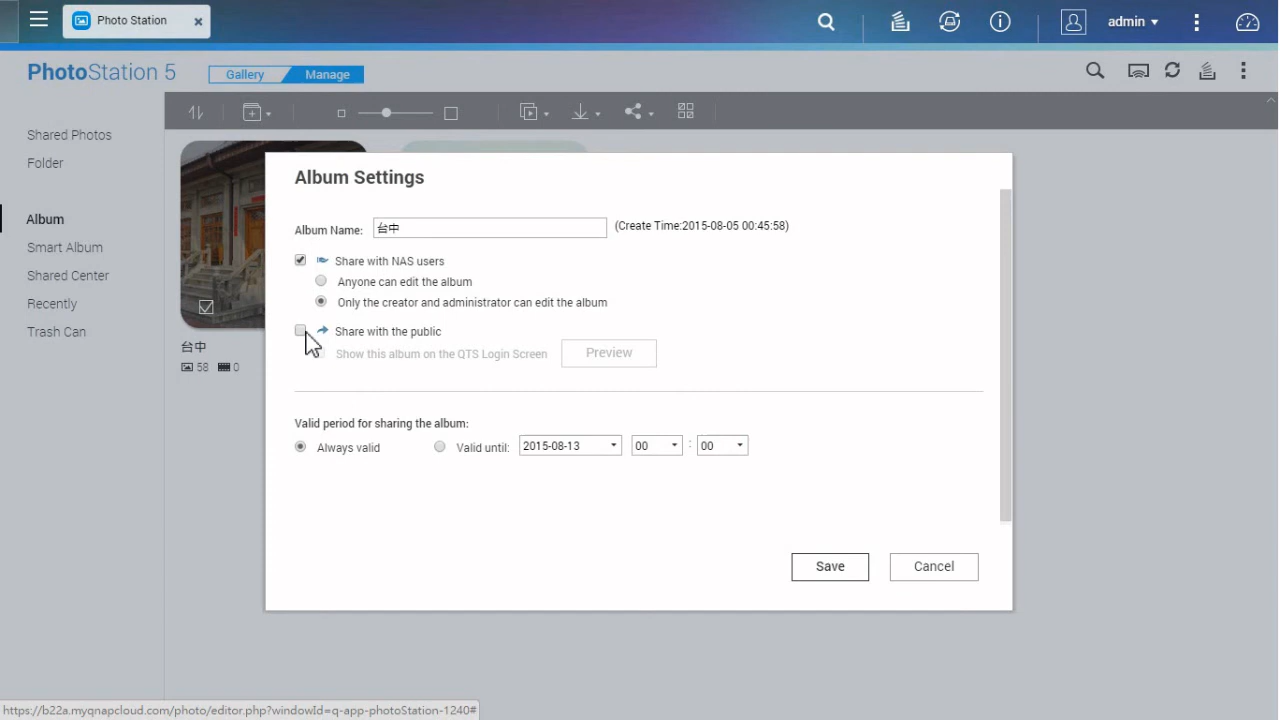 Photo Station
admin
PhotoStation 5
Gallery
Manage
Shared Photos
Folder
Album
Smart Album
Shared Center
Recently
Trash Can
台中
58
0
Album Settings
Album Name:
台中
(Create Time:2015-08-05 00:45:58)
Share with NAS users
Anyone can edit the album
Only the creator and administrator can edit the album
Share with the public
Show this album on the QTS Login Screen
Preview
Valid period for sharing the album:
Always valid
Valid until:
2015-08-13
00
:
00
Save
Cancel
https://b22a.myqnapcloud.com/photo/editor.php?windowId=q-app-photoStation-1240#